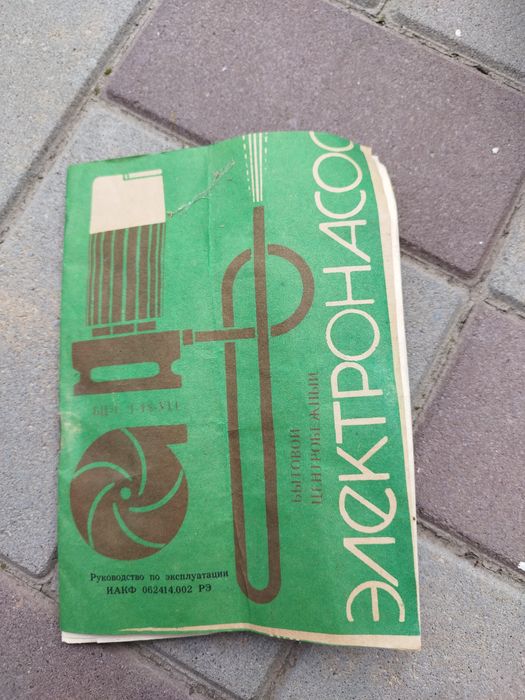 ЭЛЕКТРОНАСОС
БЫТОВОЙ
ЦЕНТРОБЕЖНЫЙ
Руководство по эксплуатации
ИАКФ 062414.002 РЭ